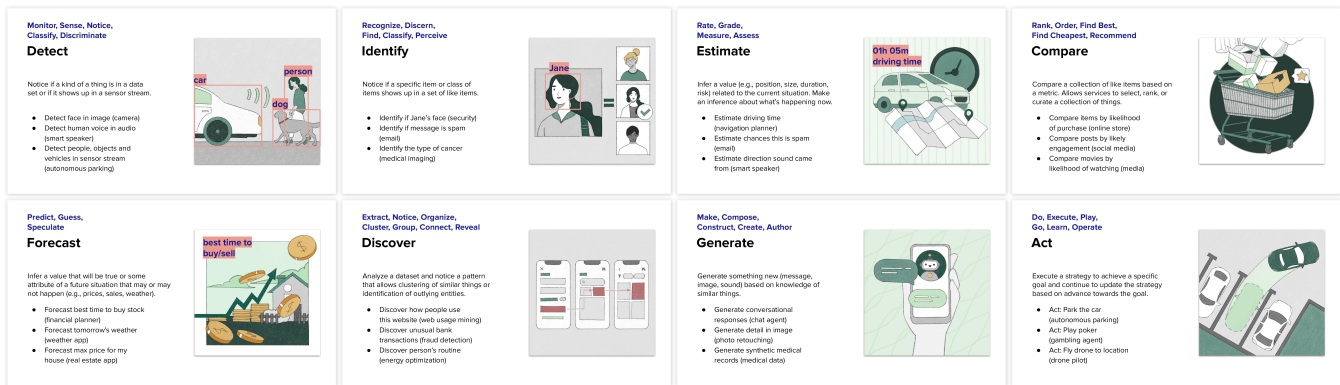 Monitor, Sense, Notice,
Classify, Discriminate
Detect
Notice if a kind of a thing is in a data
set or if it shows up in a sensor stream.
● Detect face in image (camera)
● Detect human voice in audio
(smart speaker)
● Detect people, objects and
vehicles in sensor stream
(autonomous parking)
car
person
dog
Recognize, Discern,
Find, Classify, Perceive
Identify
Notice if a specific item or class of
items shows up in a set of like items.
● Identify if Jane's face (security)
● Identify if message is spam
(email)
● Identify the type of cancer
(medical imaging)
Jane
Rate, Grade,
Measure, Assess
Estimate
Infer a value (e.g., position, size, duration,
risk) related to the current situation. Make
an inference about what's happening now.
● Estimate driving time
(navigation planner)
● Estimate chances this is spam
(email)
● Estimate direction sound came
from (smart speaker)
01h 05m
driving time
Rank, Order, Find Best,
Find Cheapest, Recommend
Compare
Compare a collection of like items based on
a metric. Allows services to select, rank, or
curate a collection of things.
● Compare items by likelihood
of purchase (online store)
● Compare posts by likely
engagement (social media)
● Compare movies by
likelihood of watching (media)
Predict, Guess,
Speculate
Forecast
Infer a value that will be true or some
attribute of a future situation that may or may
not happen (e.g., prices, sales, weather).
● Forecast best time to buy stock
(financial planner)
● Forecast tomorrow's weather
(weather app)
● Forecast max price for my
house (real estate app)
best time to
buy/sell
Extract, Notice, Organize,
Cluster, Group, Connect, Reveal
Discover
Analyze a dataset and notice a pattern
that allows clustering of similar things or
identification of outlying entities.
● Discover how people use
this website (web usage mining)
● Discover unusual bank
transactions (fraud detection)
● Discover person's routine
(energy optimization)
Make, Compose,
Construct, Create, Author
Generate
Generate something new (message,
image, sound) based on knowledge of
similar things.
● Generate conversational
responses (chat agent)
● Generate detail in image
(photo retouching)
● Generate synthetic medical
records (medical data)
Do, Execute, Play,
Go, Learn, Operate
Act
Execute a strategy to achieve a specific
goal and continue to update the strategy
based on advance towards the goal.
● Act: Park the car
(autonomous parking)
● Act: Play poker
(gambling agent)
● Act: Fly drone to location
(drone pilot)